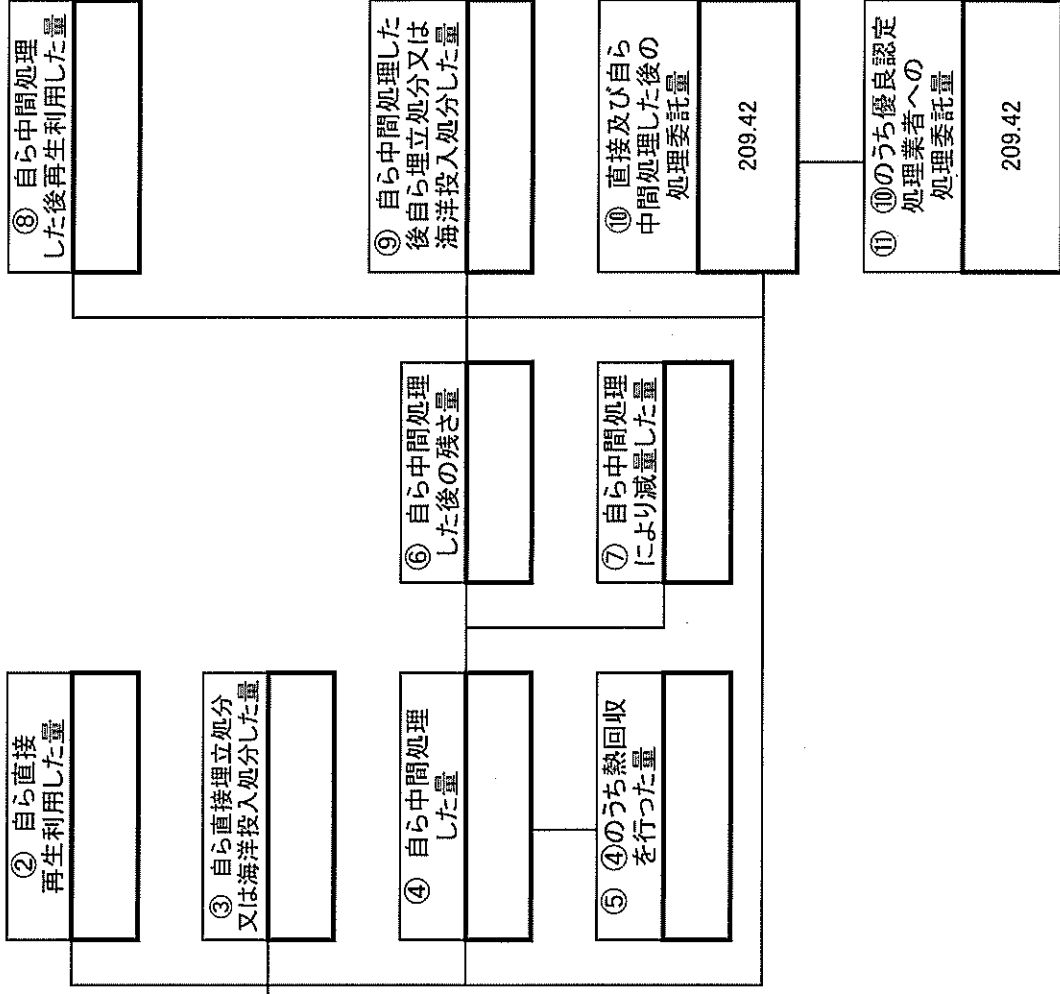 ② 自ら直接
再生利用した量
③ 自ら直接埋立処分
又は海洋投入処分した量
④ 自ら中間処理
した量
⑤ ④のうち熱回収
を行った量
⑥ 自ら中間処理
した後の残さ量
⑦ 自ら中間処理
により減量した量
⑧ 自ら中間処理
した後再生利用した量
⑨ 自ら中間処理した
後自ら埋立処分又は
海洋投入処分した量
⑩ 直接及び自ら
中間処理した後の
処理委託量
209.42
⑪ ⑩のうち優良認定
処理業者への
処理委託量
209.42